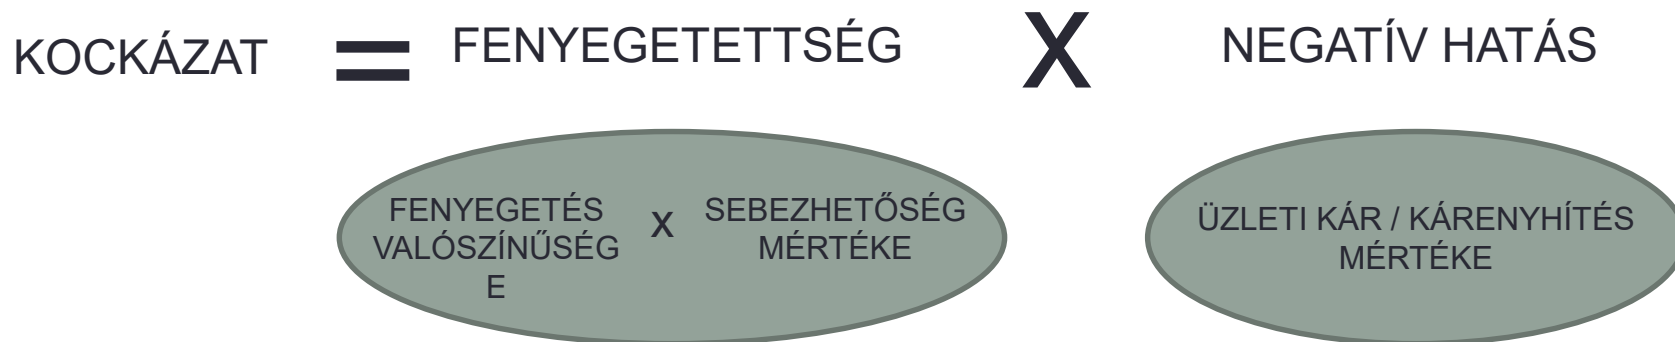 KOCKÁZAT = FENYEGETETTSÉG X NEGATÍV HATÁS
FENYEGETÉS
VALÓSZÍNŰSÉG
E
x
SEBEZHETŐSÉG
MÉRTÉKE
ÜZLETI KÁR / KÁRENYHÍTÉS
MÉRTÉKE